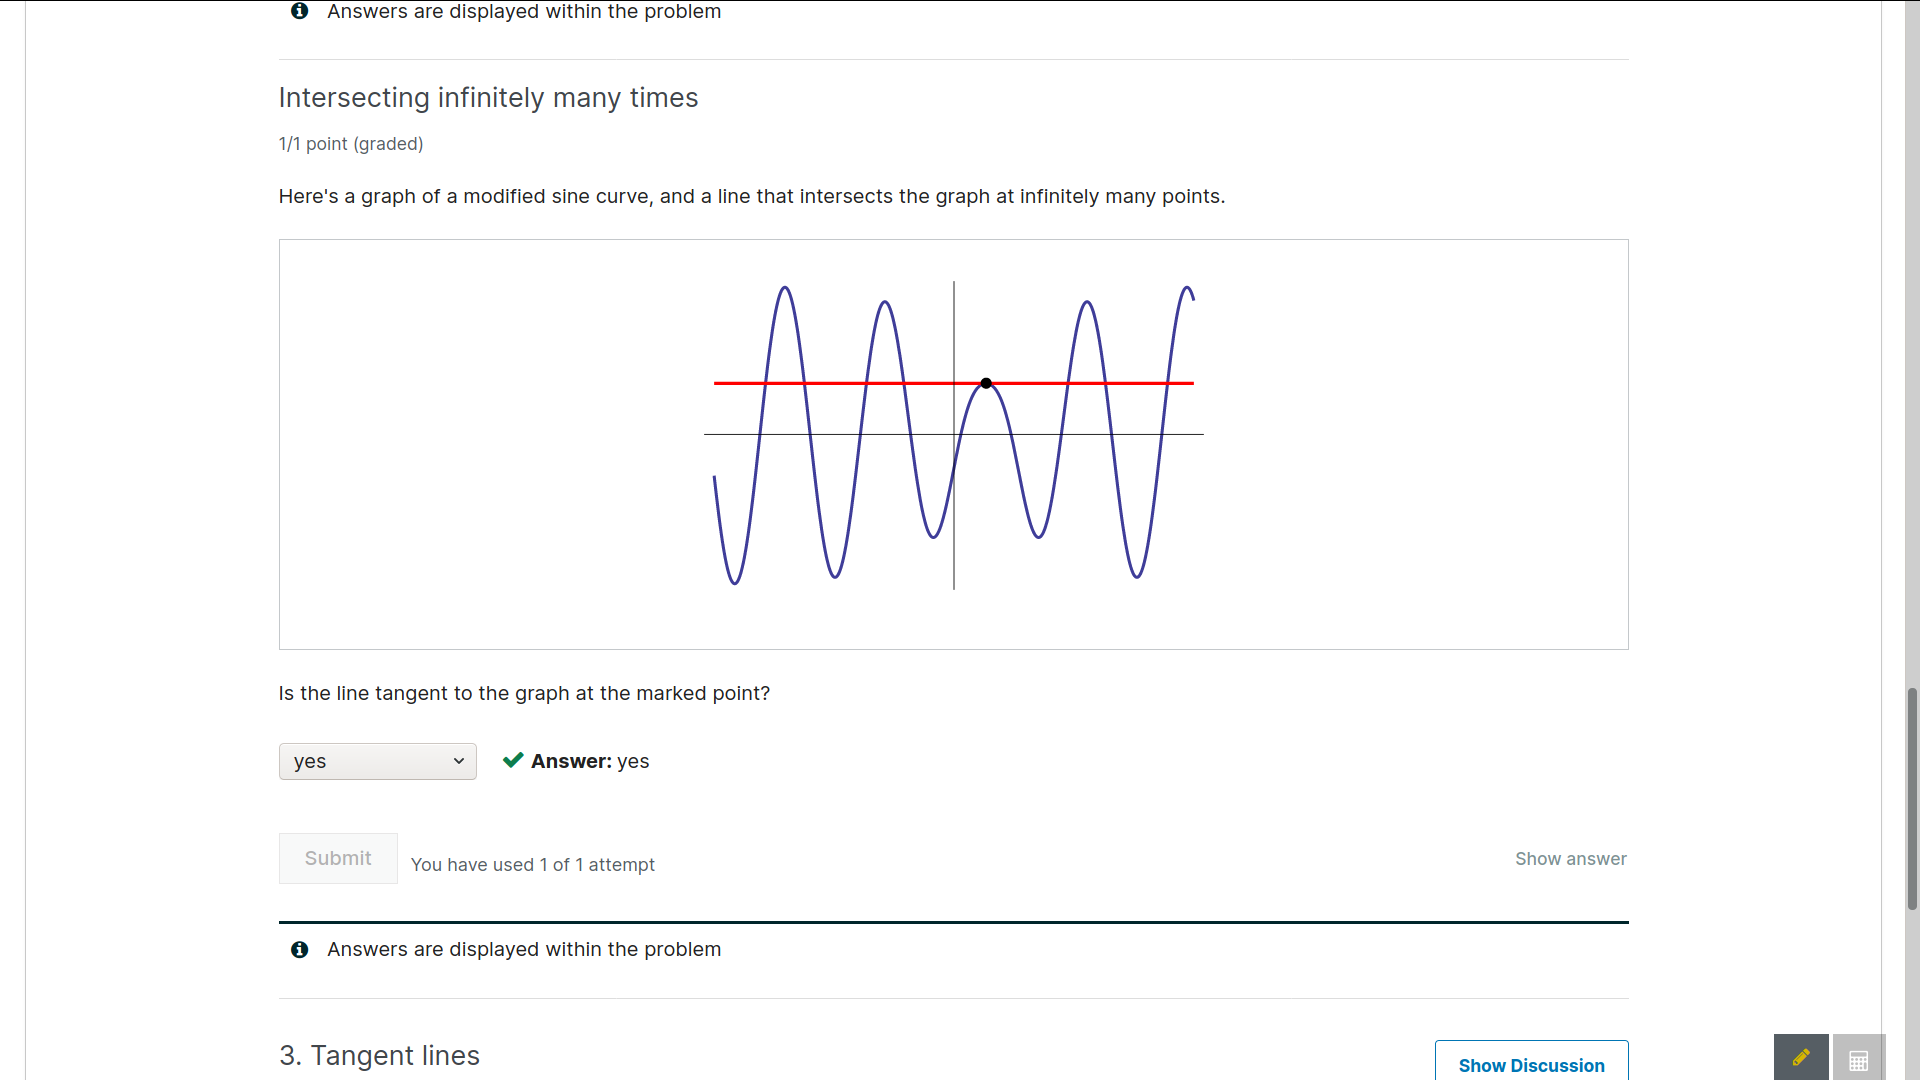 Answers are displayed within the problem
Intersecting infinitely many times
1/1 point (graded)
Here's a graph of a modified sine curve, and a line that intersects the graph at infinitely many points.
Is the line tangent to the graph at the marked point?
yes
Answer: yes
Submit
You have used 1 of 1 attempt
Show answer
Answers are displayed within the problem
3. Tangent lines
Show Discussion